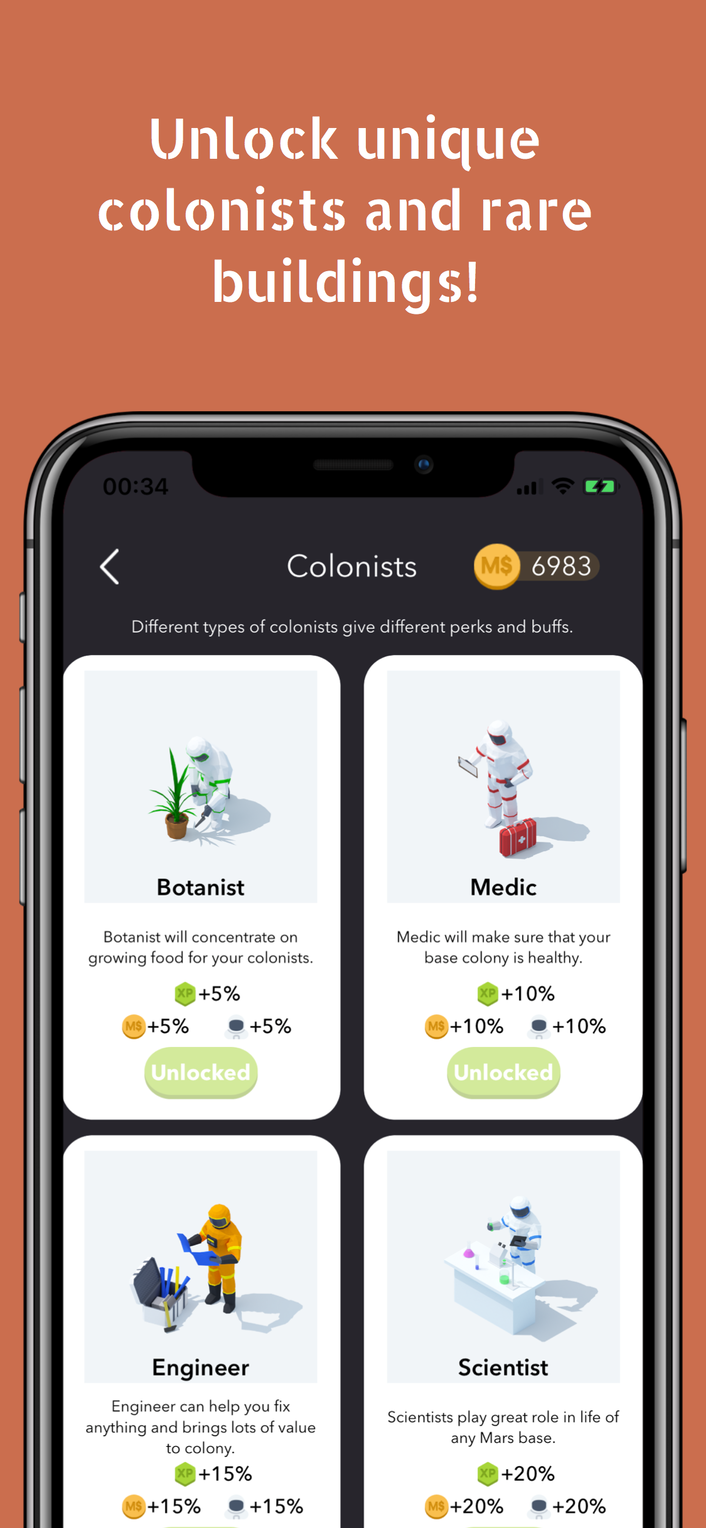 Unlock unique
colonists and rare
buildings!
00:34
Colonists
M$ 6983
Different types of colonists give different perks and buffs.
Botanist
Botanist will concentrate on
growing food for your colonists.
XP +5%
M$ +5% +5%
Unlocked
Medic
Medic will make sure that your
base colony is healthy.
XP +10%
M$ +10% +10%
Unlocked
Engineer
Engineer can help you fix
anything and brings lots of value
to colony.
XP +15%
M$ +15% +15%
Scientist
Scientists play great role in life of
any Mars base.
XP +20%
M$ +20% +20%